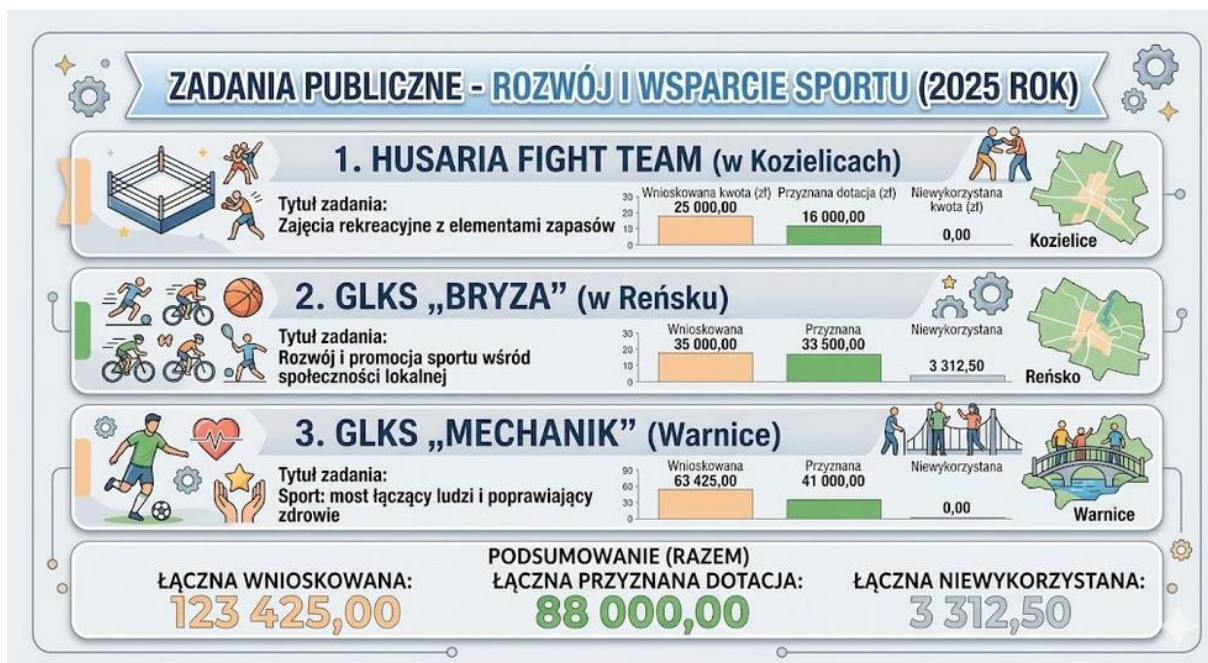 ZADANIA PUBLICZNE - ROZWÓJ I WSPARCIE SPORTU (2025 ROK)
1. HUSARIA FIGHT TEAM (w Kozielicach)
Tytuł zadania:
Zajęcia rekreacyjne z elementami zapasów
30
20
10
0
Wnioskowana kwota (zł)
25 000,00
Przyznana dotacja (zł)
16 000,00
Niewykorzystana
kwota (zł)
0,00
Kozielice
2. GLKS „BRYZA” (w Reńsku)
Tytuł zadania:
Rozwój i promocja sportu wśród
społeczności lokalnej
30
20
10
0
Wnioskowana
35 000,00
Przyznana
33 500,00
Niewykorzystana
3 312,50
Reńsko
3. GLKS „MECHANIK” (Warnice)
Tytuł zadania:
Sport: most łączący ludzi i poprawiający
zdrowie
90
60
30
0
Wnioskowana
63 425,00
Przyznana
41 000,00
Niewykorzystana
0,00
Warnice
PODSUMOWANIE (RAZEM)
ŁĄCZNA WNIOSKOWANA:
123 425,00
ŁĄCZNA PRZYZNANA DOTACJA:
88 000,00
ŁĄCZNA NIEWYKORZYSTANA:
3 312,50